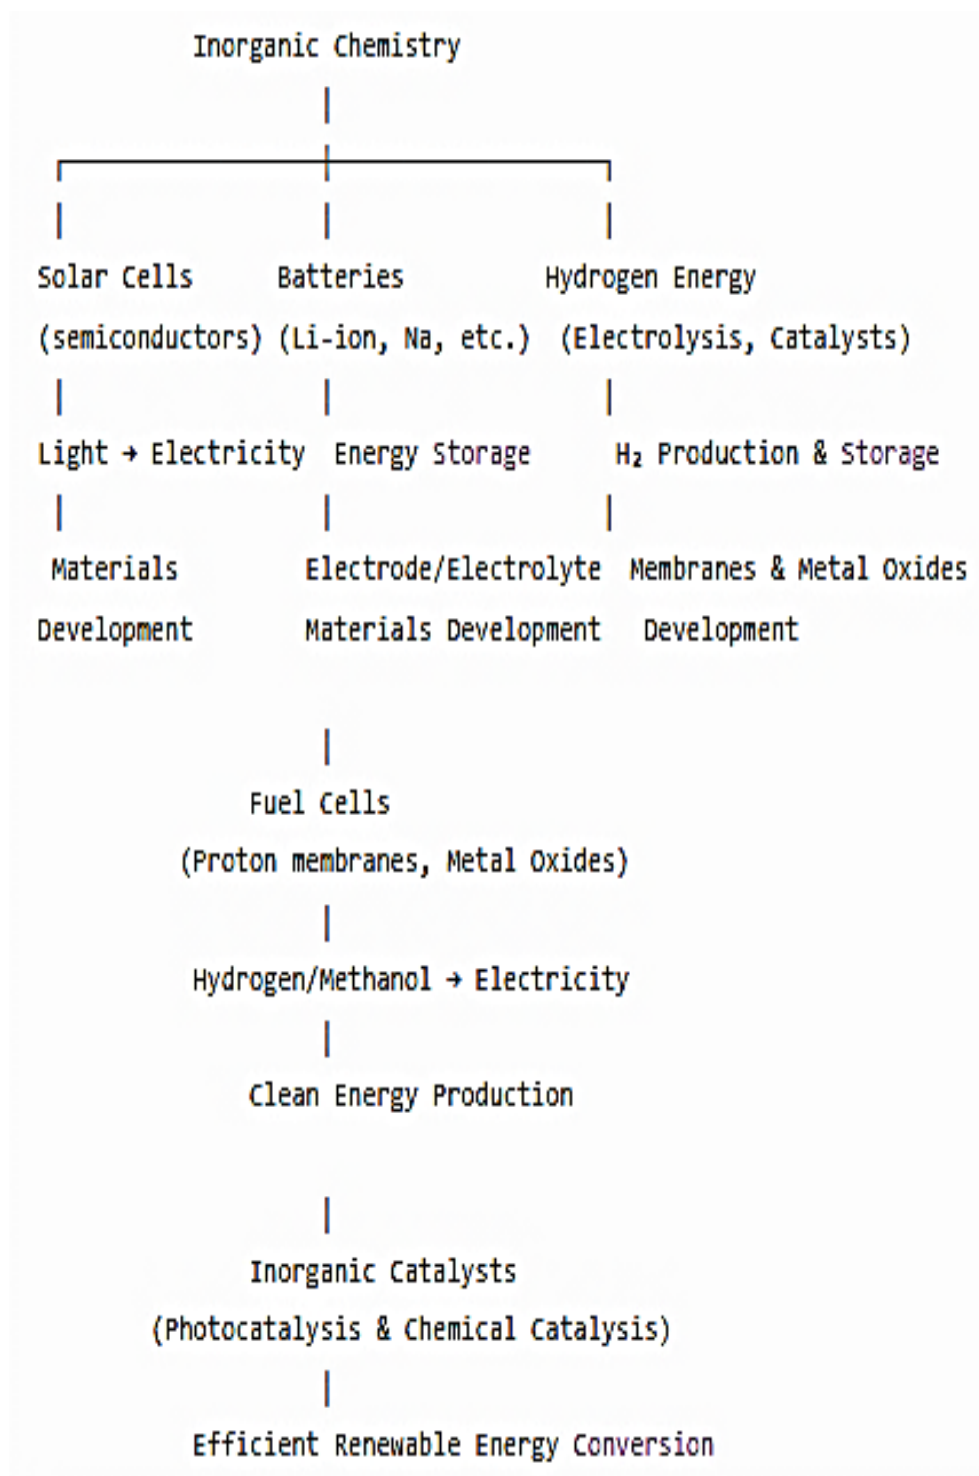 Inorganic Chemistry
Solar Cells Batteries Hydrogen Energy
(semiconductors) (Li-ion, Na, etc.) (Electrolysis, Catalysts)
Light → Electricity Energy Storage H₂ Production & Storage
Materials Electrode/Electrolyte Membranes & Metal Oxides
Development Materials Development Development
Fuel Cells
(Proton membranes, Metal Oxides)
Hydrogen/Methanol → Electricity
Clean Energy Production
Inorganic Catalysts
(Photocatalysis & Chemical Catalysis)
Efficient Renewable Energy Conversion